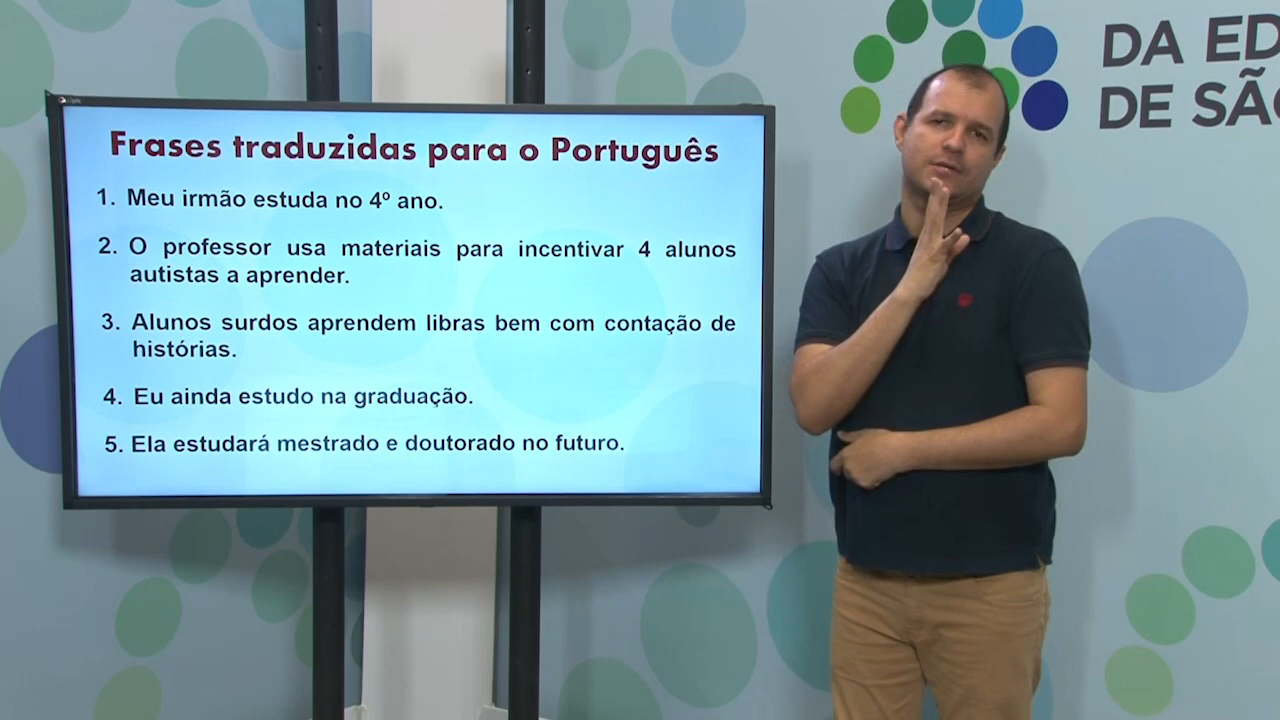 DA ED
DE SÃO
Frases traduzidas para o Português
1. Meu irmão estuda no 4º ano.
2. O professor usa materiais para incentivar 4 alunos
autistas a aprender.
3. Alunos surdos aprendem libras bem com contação de
histórias.
4. Eu ainda estudo na graduação.
5. Ela estudará mestrado e doutorado no futuro.